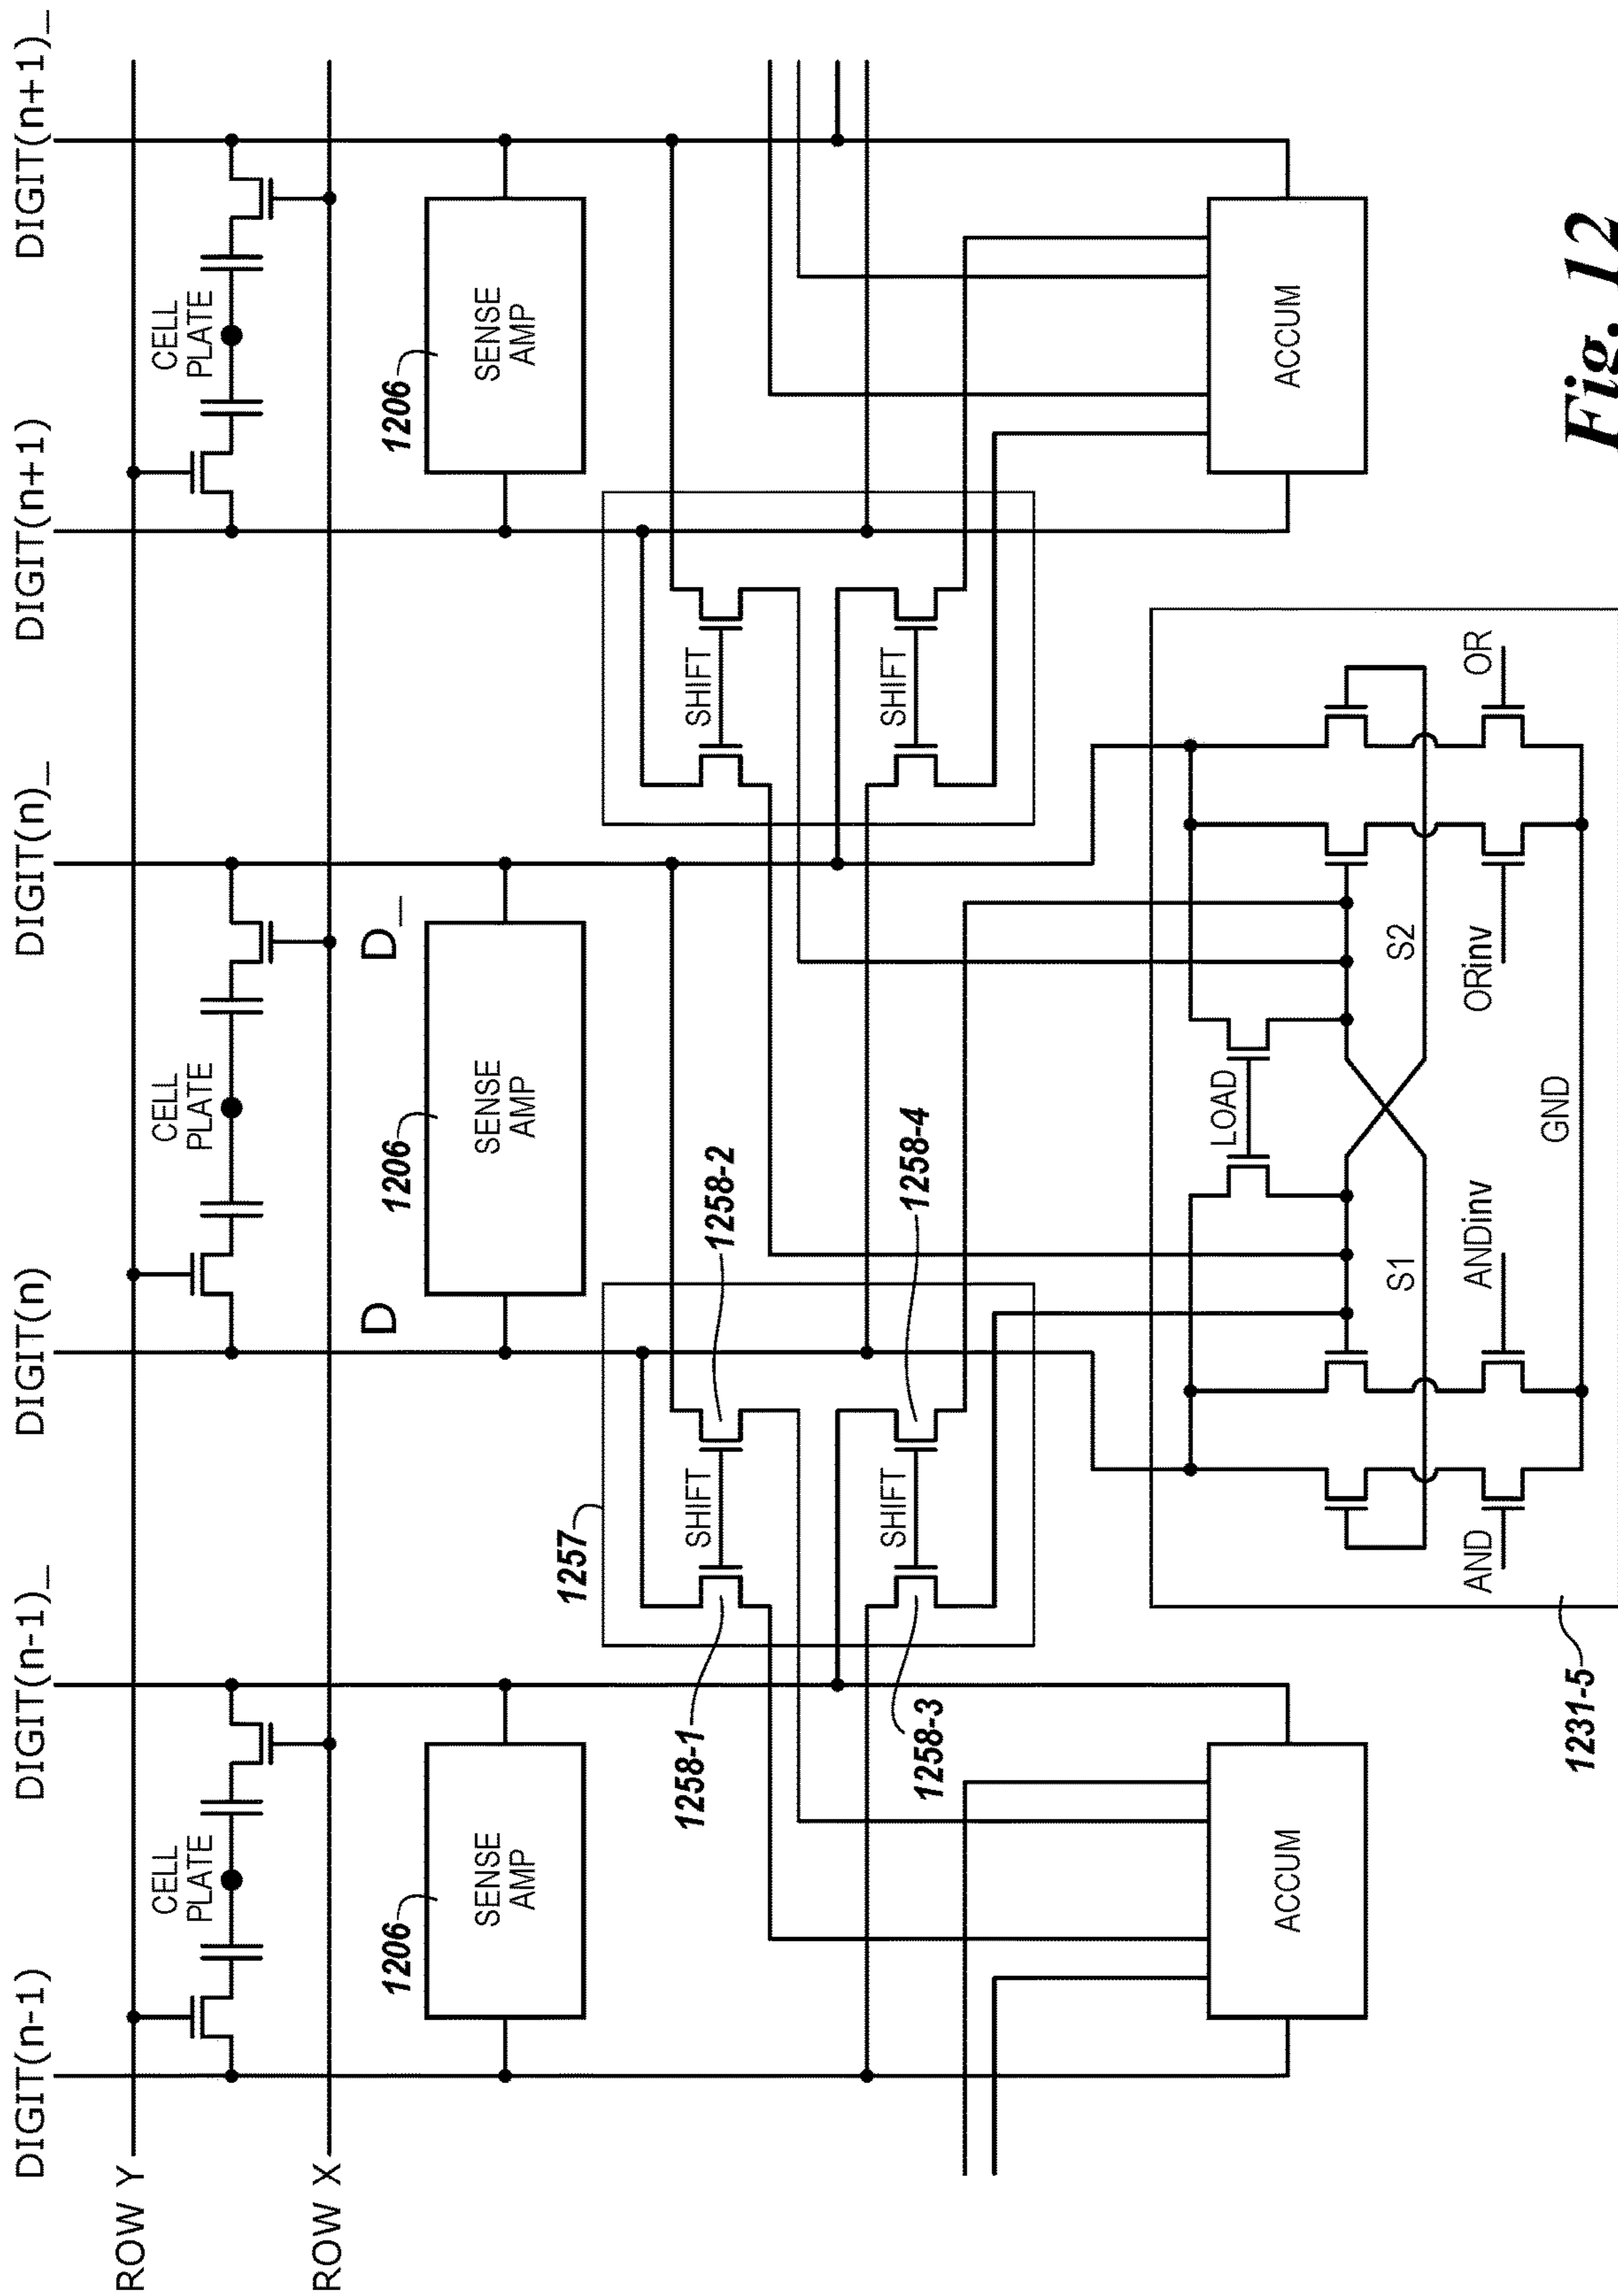 DIGIT(n-1)
DIGIT(n-1)_
DIGIT(n)
DIGIT(n)_
DIGIT(n+1)
DIGIT(n+1)_
ROW Y
CELL
PLATE
CELL
PLATE
CELL
PLATE
ROW X
D
D_
1206
SENSE
AMP
1206
SENSE
AMP
1206
SENSE
AMP
1257
1258-1
SHIFT
1258-2
SHIFT
1258-3
SHIFT
1258-4
SHIFT
ACCUM
LOAD
ACCUM
S1
S2
AND
ANDinv
ORinv
OR
GND
1231-5
Fig. 12